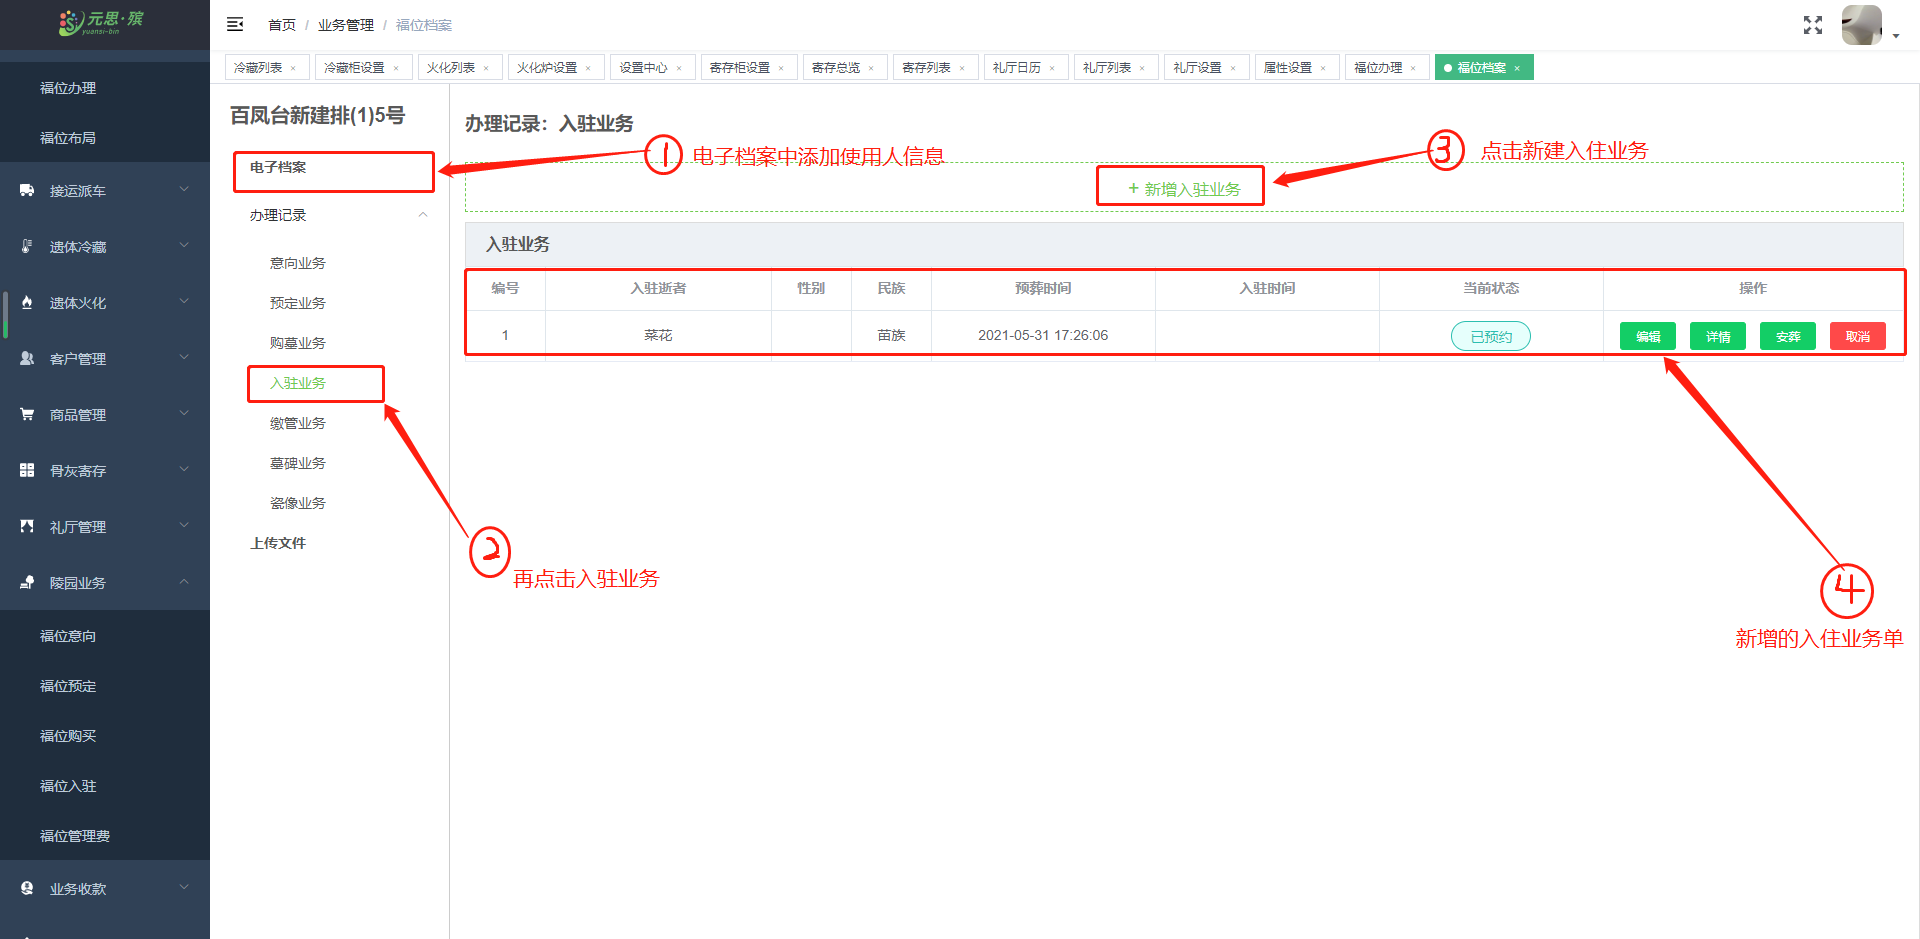 元思·殡
yuansi-bin
首页 / 业务管理 / 福位档案
冷藏列表 × 冷藏柜设置 × 火化列表 × 火化炉设置 × 设置中心 × 寄存柜设置 × 寄存总览 × 寄存列表 × 礼厅日历 × 礼厅列表 × 礼厅设置 × 属性设置 × 福位办理 × 福位档案 ×
福位办理
福位布局
接运派车
遗体冷藏
遗体火化
客户管理
商品管理
骨灰寄存
礼厅管理
陵园业务
福位意向
福位预定
福位购买
福位入驻
福位管理费
业务收款
百凤台新建排(1)5号
电子档案
办理记录
意向业务
预定业务
购墓业务
入驻业务
缴管业务
墓碑业务
瓷像业务
上传文件
办理记录：入驻业务
1 电子档案中添加使用人信息
3 点击新建入住业务
+ 新增入驻业务
入驻业务
编号 入驻逝者 性别 民族 预葬时间 入驻时间 当前状态 操作
1 菜花 苗族 2021-05-31 17:26:06 已预约 编辑 详情 安葬 取消
2
再点击入驻业务
4
新增的入住业务单